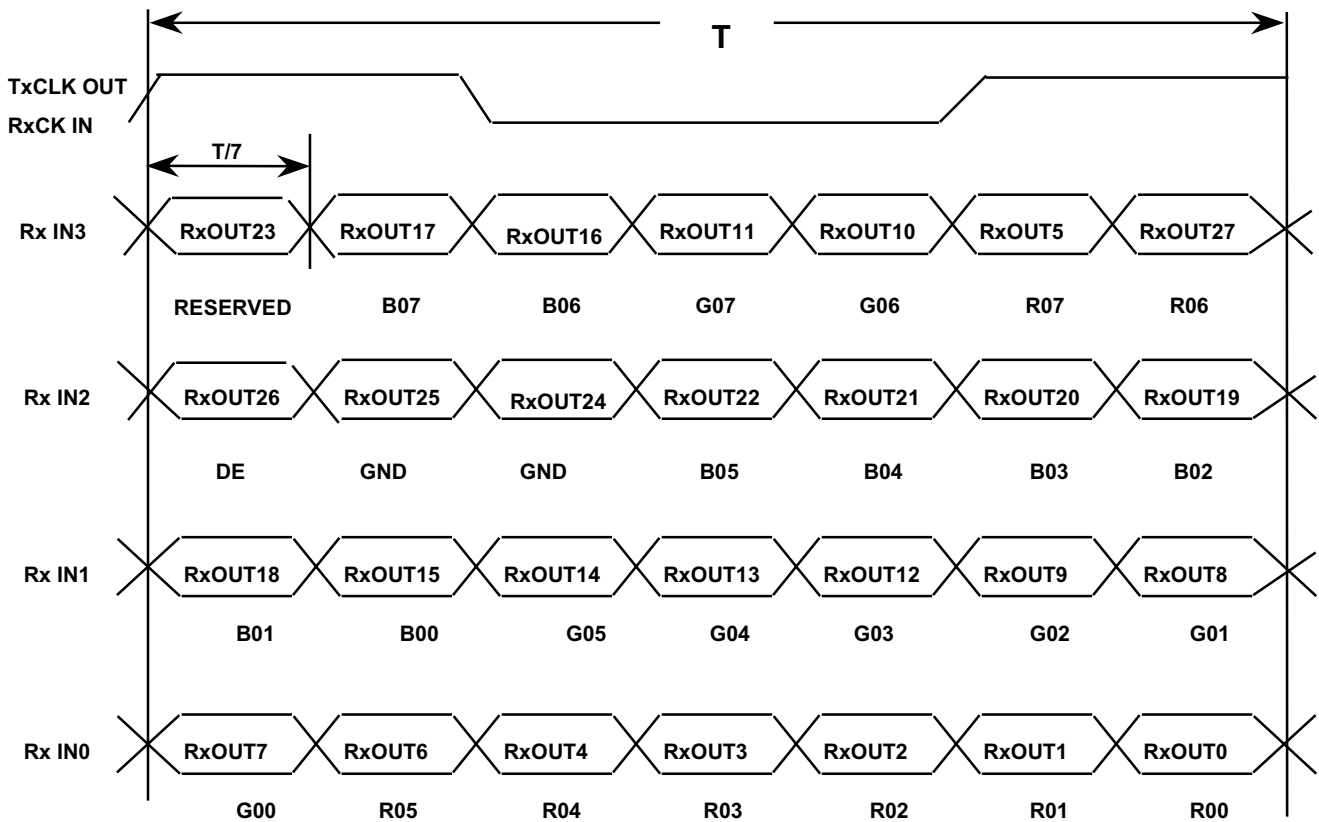 T
TxCLK OUT
RxCK IN
T/7
Rx IN3 RxOUT23 RxOUT17 RxOUT16 RxOUT11 RxOUT10 RxOUT5 RxOUT27
RESERVED B07 B06 G07 G06 R07 R06
Rx IN2 RxOUT26 RxOUT25 RxOUT24 RxOUT22 RxOUT21 RxOUT20 RxOUT19
DE GND GND B05 B04 B03 B02
Rx IN1 RxOUT18 RxOUT15 RxOUT14 RxOUT13 RxOUT12 RxOUT9 RxOUT8
B01 B00 G05 G04 G03 G02 G01
Rx IN0 RxOUT7 RxOUT6 RxOUT4 RxOUT3 RxOUT2 RxOUT1 RxOUT0
G00 R05 R04 R03 R02 R01 R00